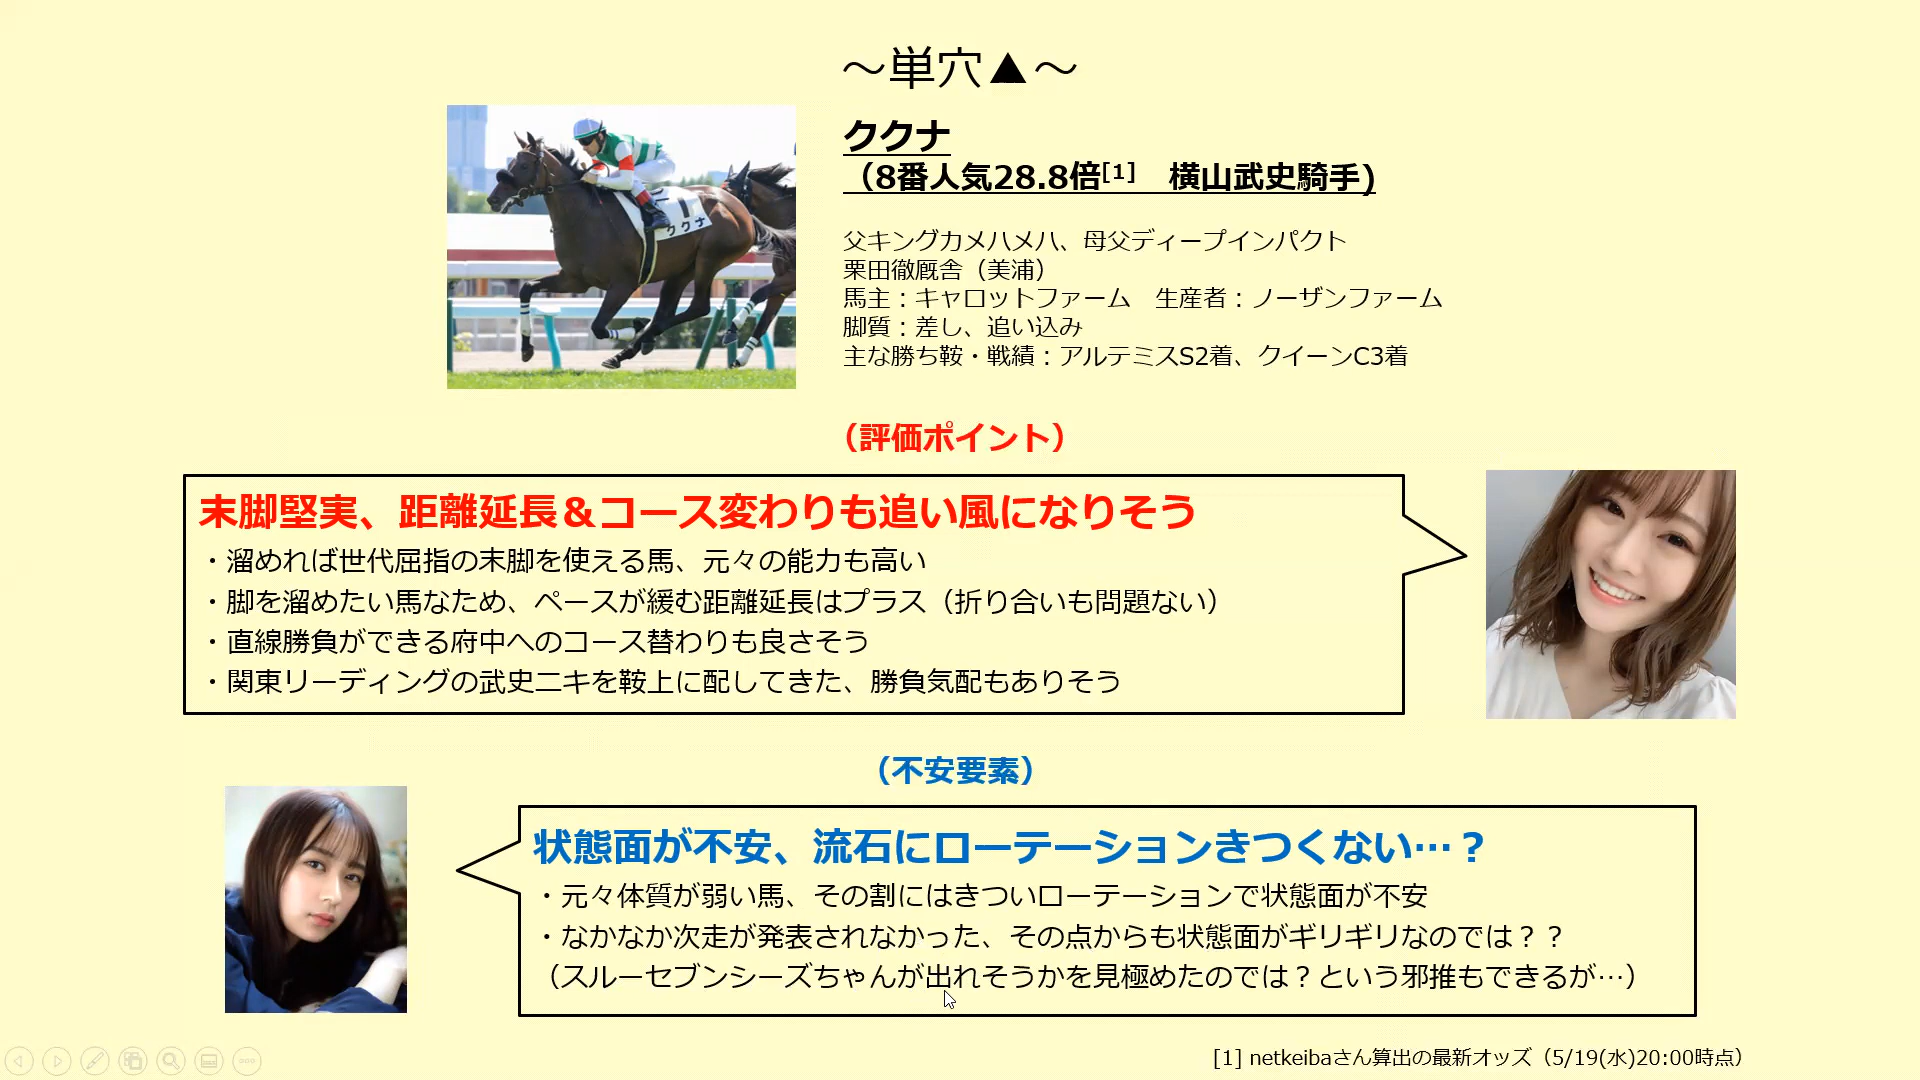 ～単穴▲～
ククナ
（8番人気28.8倍[1]　横山武史騎手)
ククナ
父キングカメハメハ、母父ディープインパクト
栗田徹厩舎（美浦）
馬主：キャロットファーム　生産者：ノーザンファーム
脚質：差し、追い込み
主な勝ち鞍・戦績：アルテミスS2着、クイーンC3着
（評価ポイント）
末脚堅実、距離延長＆コース変わりも追い風になりそう
・溜めれば世代屈指の末脚を使える馬、元々の能力も高い
・脚を溜めたい馬なため、ペースが緩む距離延長はプラス（折り合いも問題ない）
・直線勝負ができる府中へのコース替わりも良さそう
・関東リーディングの武史ニキを鞍上に配してきた、勝負気配もありそう
（不安要素）
状態面が不安、流石にローテーションきつくない…？
・元々体質が弱い馬、その割にはきついローテーションで状態面が不安
・なかなか次走が発表されなかった、その点からも状態面がギリギリなのでは？？
（スルーセブンシーズちゃんが出れそうかを見極めたのでは？という邪推もできるが…）
[1] netkeibaさん算出の最新オッズ（5/19(水)20:00時点）